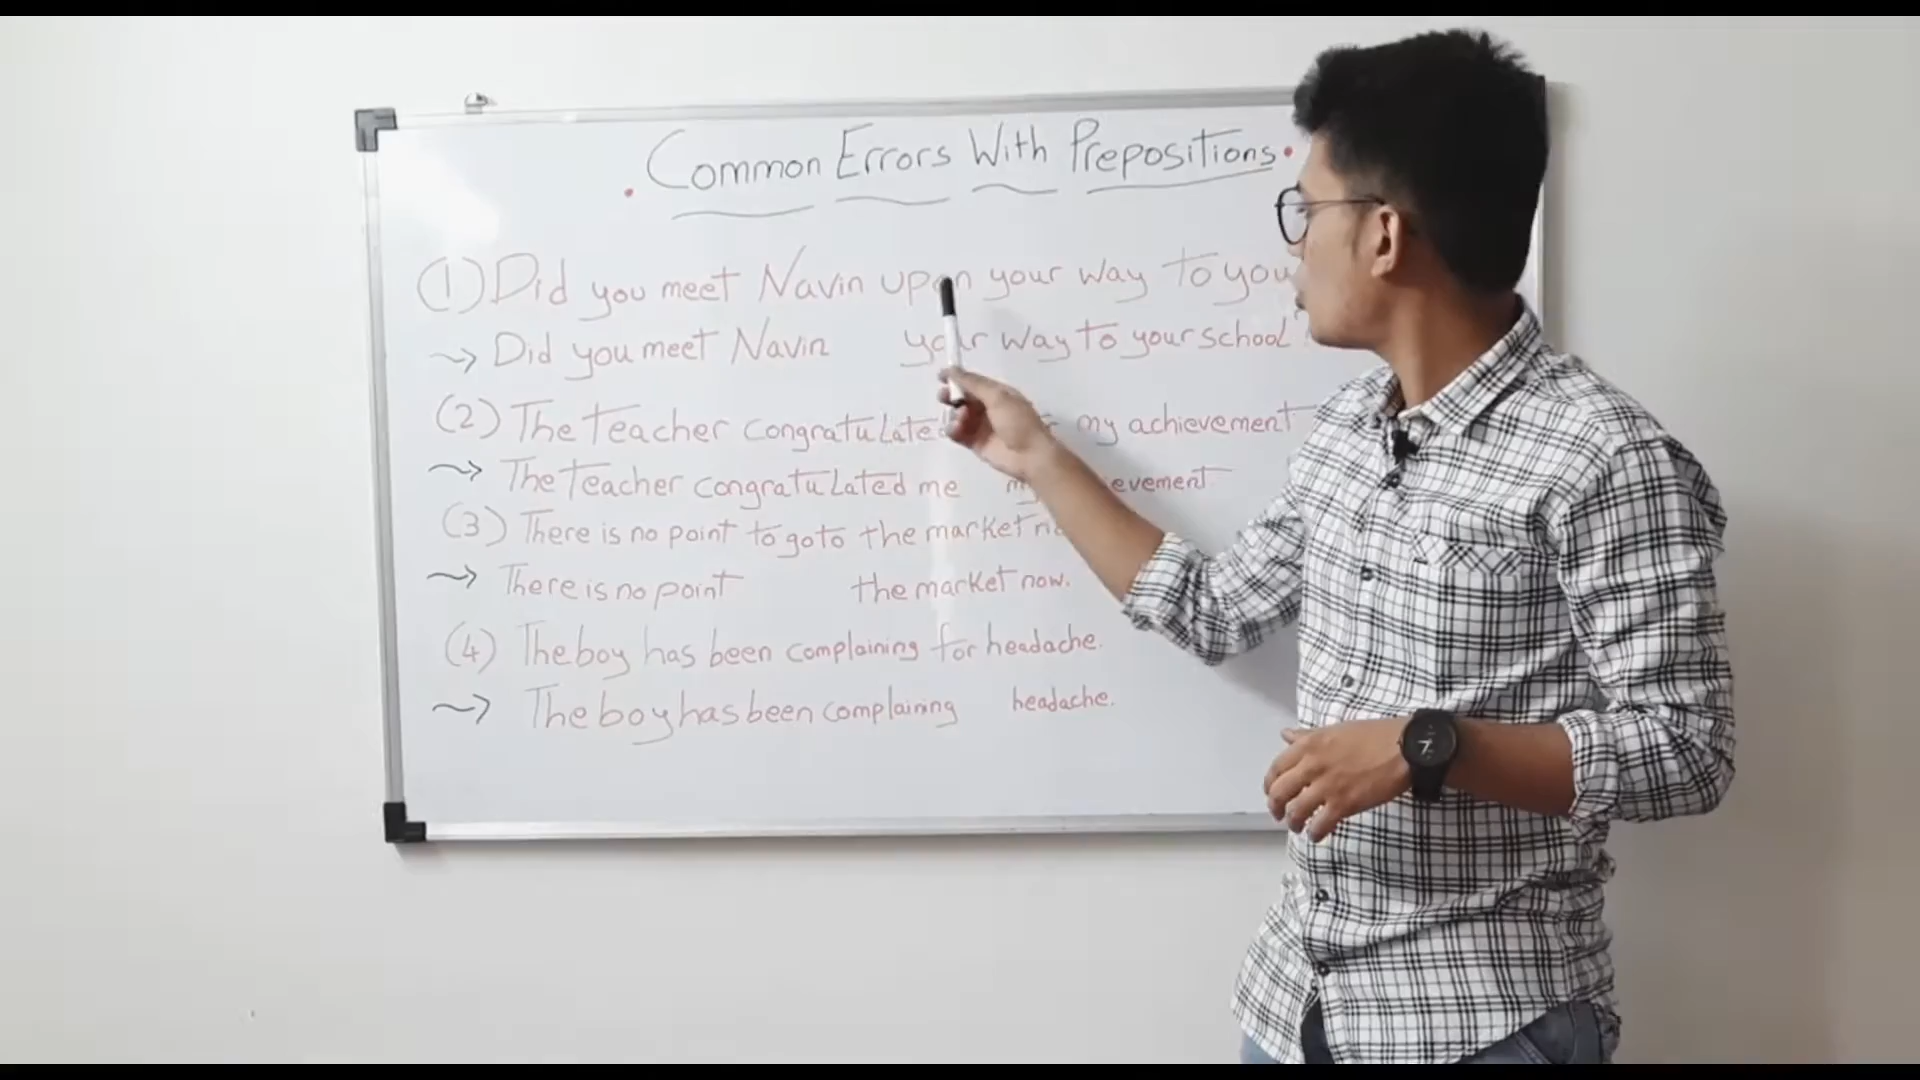 . Common Errors With Prepositions.
(1) Did you meet Navin upon your way to you
→ Did you meet Navin your way to your school?
(2) The teacher congratulated my achievement
→ The teacher congratulated me
(3) There is no point to go to the market
→ There is no point the market now.
(4) The boy has been complaining for headache.
→ The boy has been complaining headache.